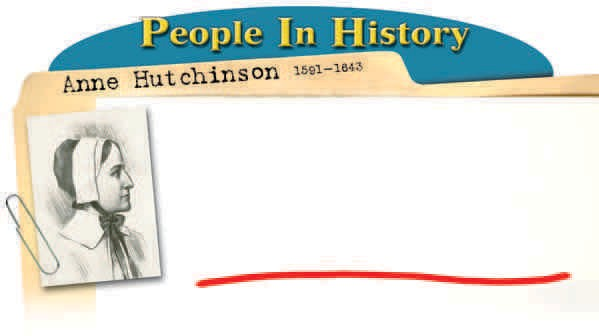 People In History
Anne Hutchinson 1591–1643